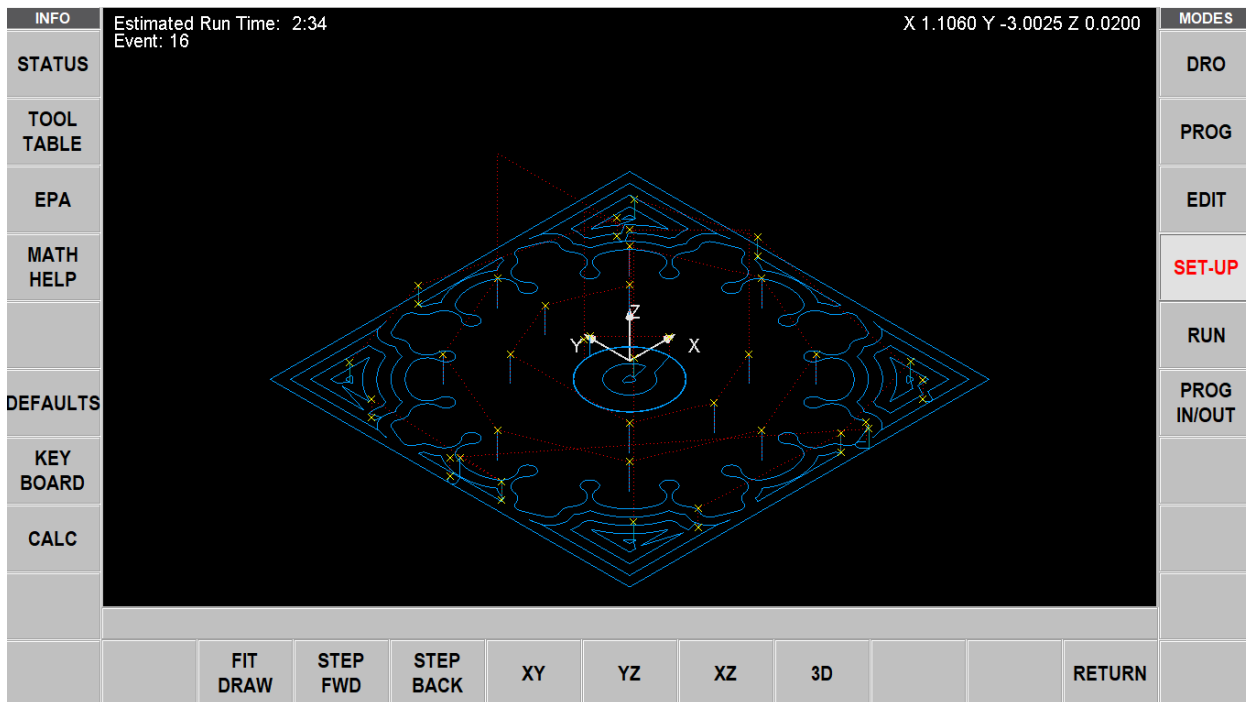 INFO
Estimated Run Time: 2:34
X 1.1060 Y -3.0025 Z 0.0200
MODES
Event: 16
STATUS
DRO
TOOL
TABLE
PROG
EPA
EDIT
MATH
HELP
SET-UP
Z
Y
X
RUN
DEFAULTS
PROG
IN/OUT
KEY
BOARD
CALC
FIT
DRAW
STEP
FWD
STEP
BACK
XY
YZ
XZ
3D
RETURN